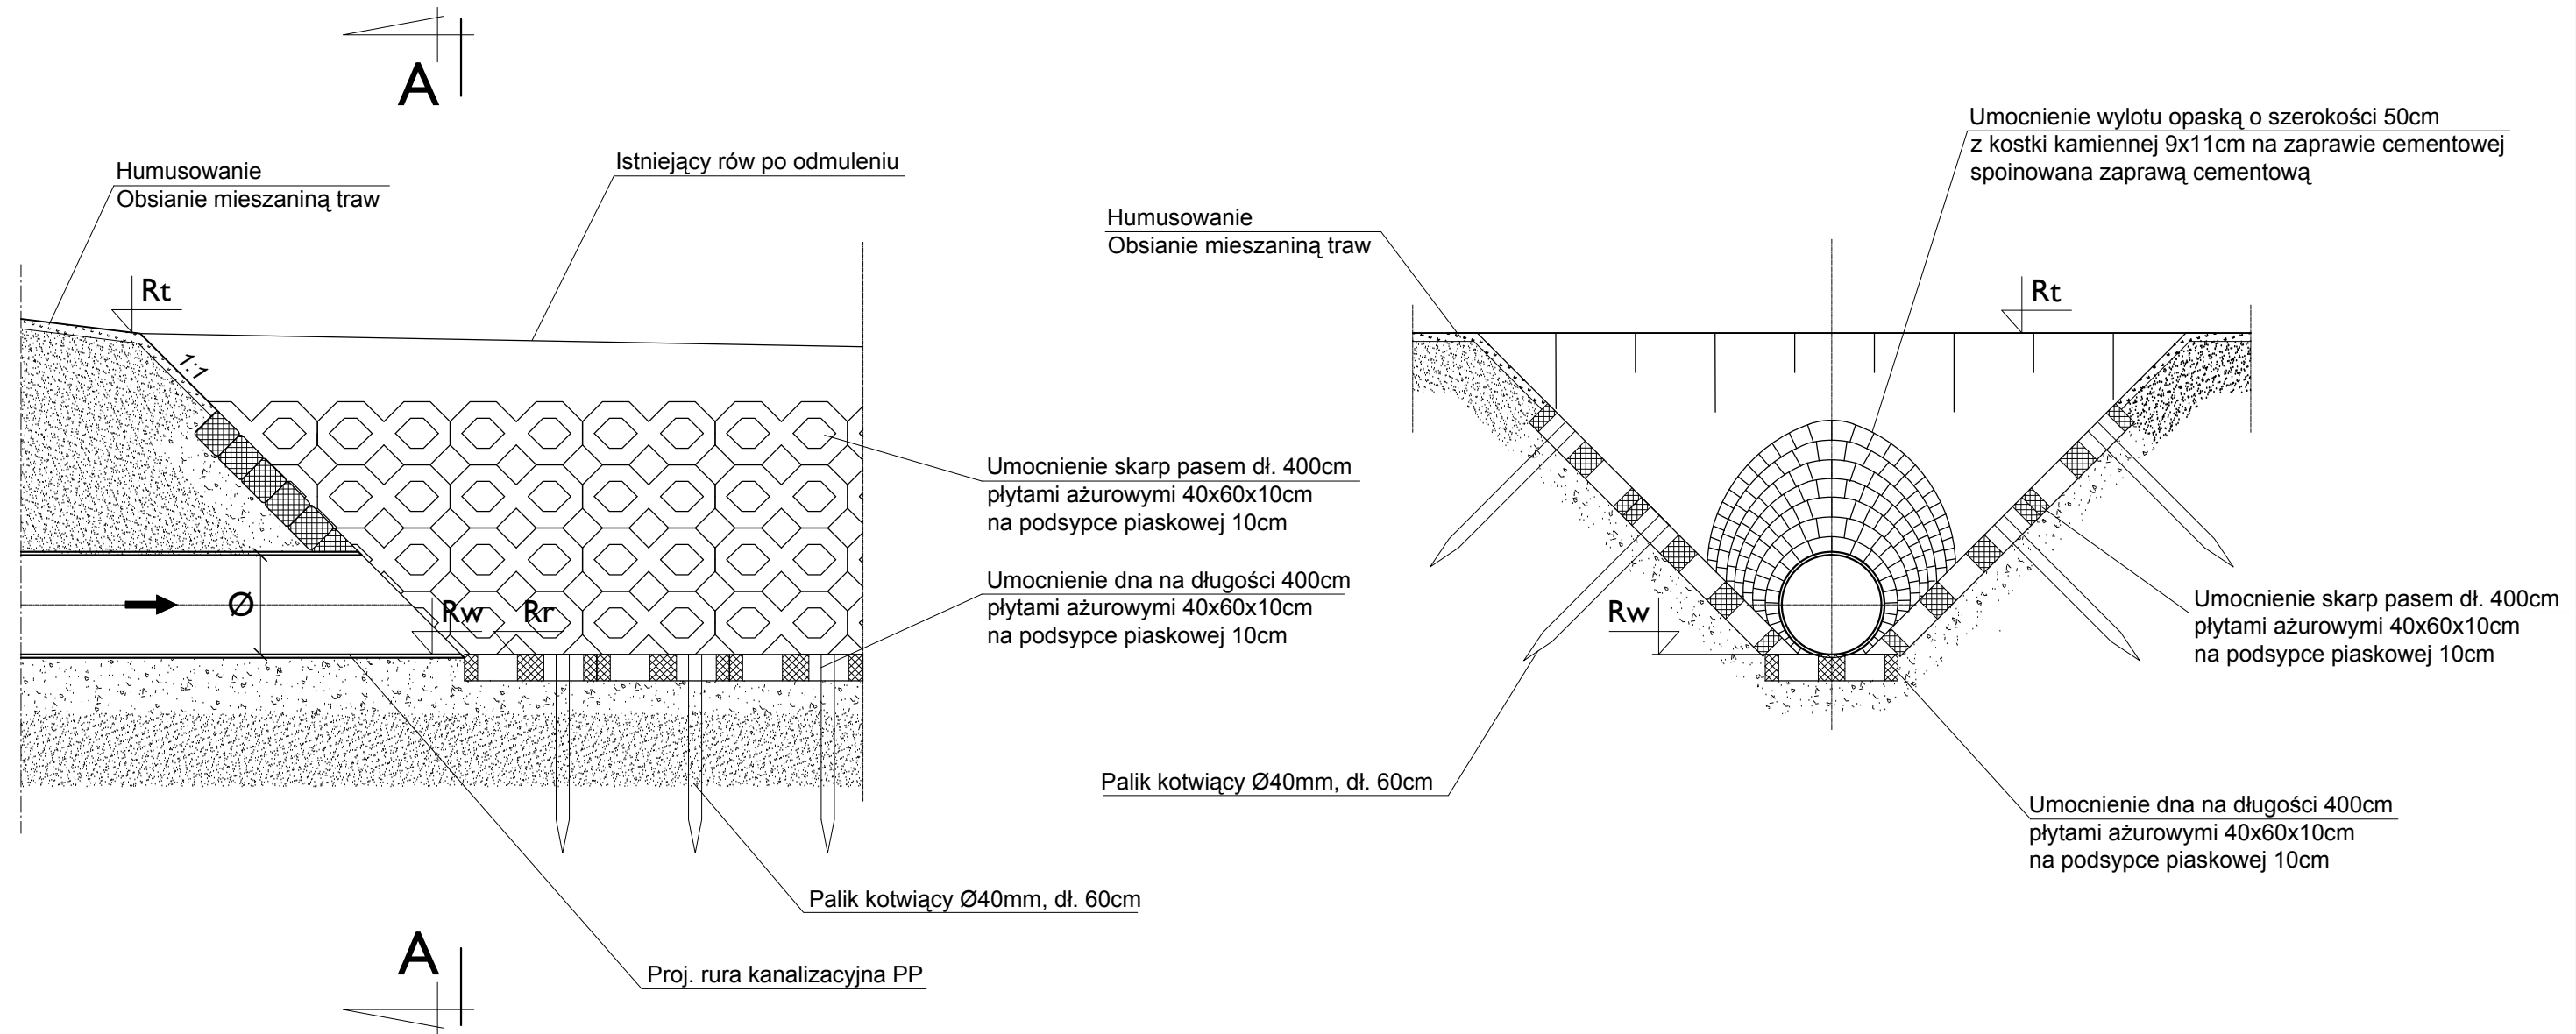 A
Humusowanie
Obsianie mieszaniną traw
Istniejący rów po odmuleniu
Rt
1:1
Umocnienie skarp pasem dł. 400cm
płytami ażurowymi 40x60x10cm
na podsypce piaskowej 10cm
Umocnienie dna na długości 400cm
płytami ażurowymi 40x60x10cm
na podsypce piaskowej 10cm
Ø
Rw
Rr
Palik kotwiący Ø40mm, dł. 60cm
Proj. rura kanalizacyjna PP
A
Umocnienie wylotu opaską o szerokości 50cm
z kostki kamiennej 9x11cm na zaprawie cementowej
spoinowana zaprawą cementową
Humusowanie
Obsianie mieszaniną traw
Rt
Rw
Umocnienie skarp pasem dł. 400cm
płytami ażurowymi 40x60x10cm
na podsypce piaskowej 10cm
Palik kotwiący Ø40mm, dł. 60cm
Umocnienie dna na długości 400cm
płytami ażurowymi 40x60x10cm
na podsypce piaskowej 10cm